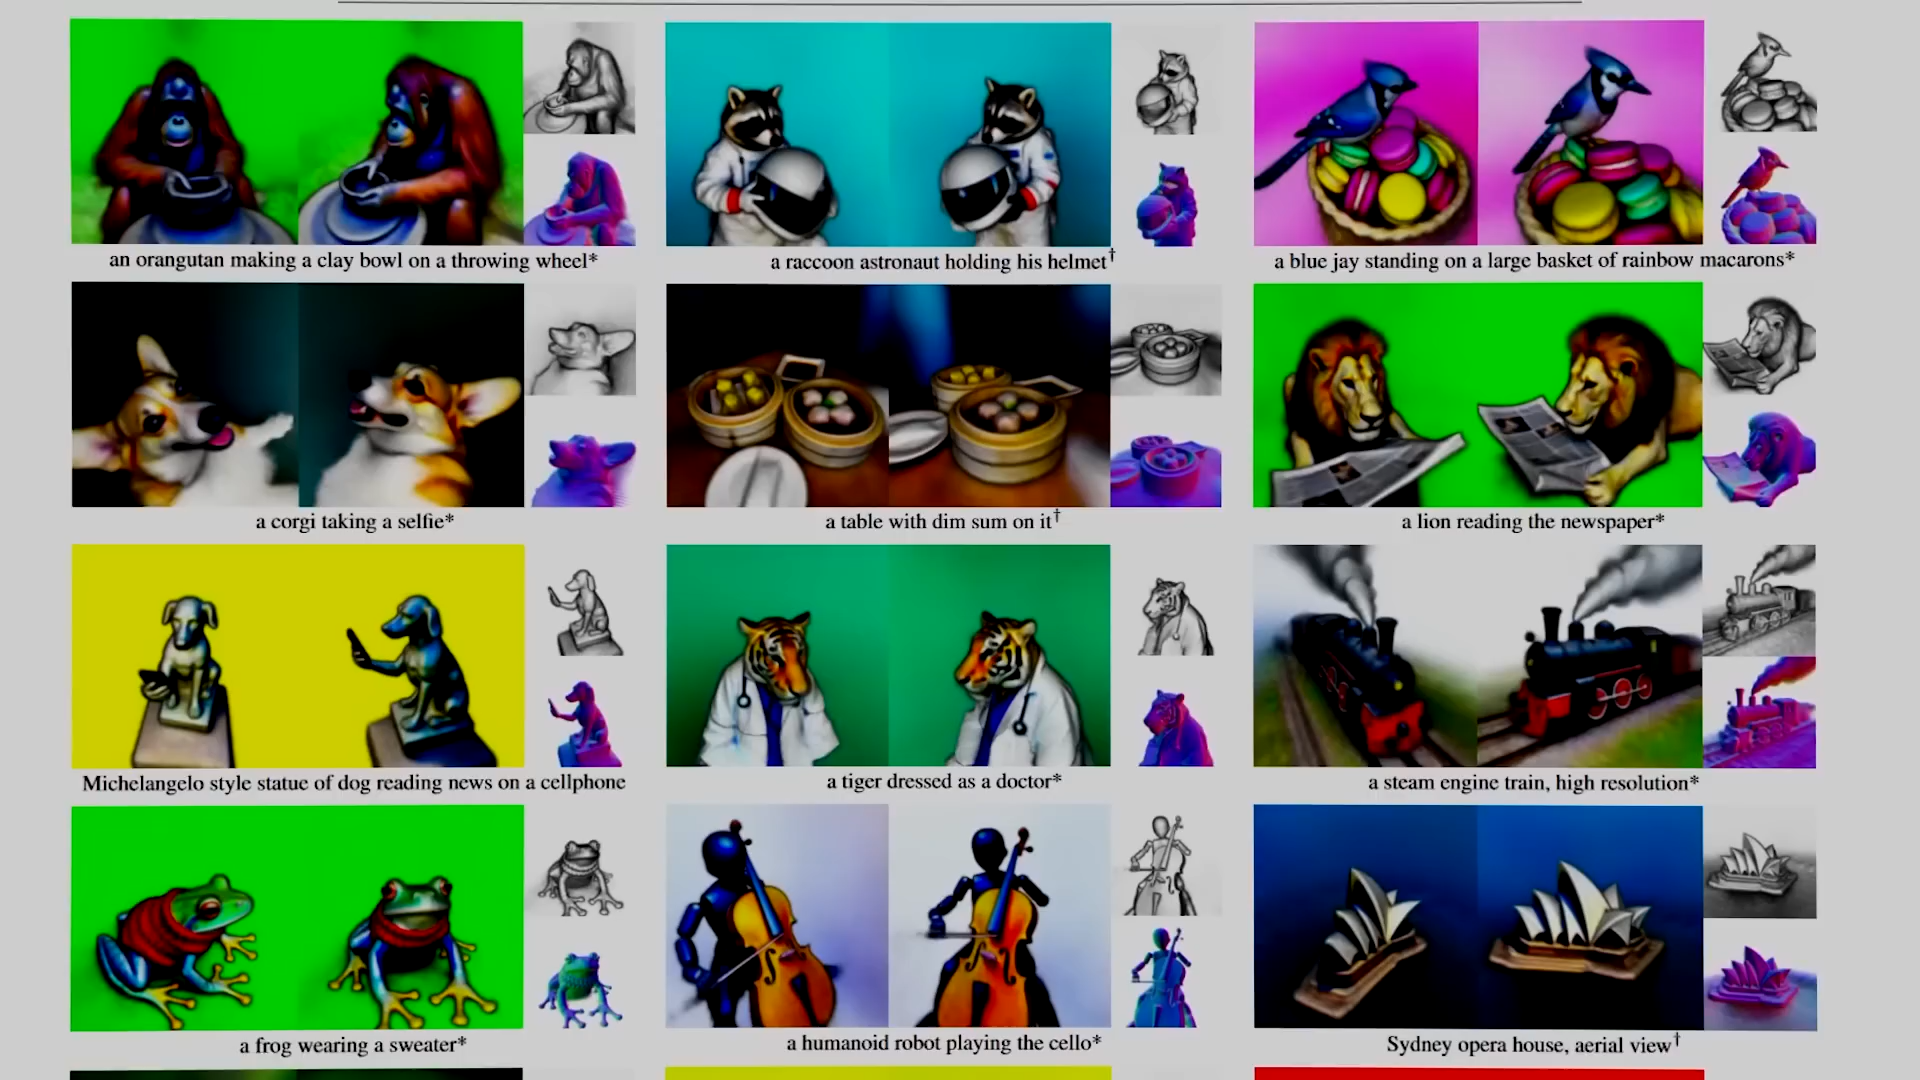 an orangutan making a clay bowl on a throwing wheel*
a raccoon astronaut holding his helmet†
a blue jay standing on a large basket of rainbow macarons*
a corgi taking a selfie*
a table with dim sum on it†
a lion reading the newspaper*
Michelangelo style statue of dog reading news on a cellphone
a tiger dressed as a doctor*
a steam engine train, high resolution*
a frog wearing a sweater*
a humanoid robot playing the cello*
Sydney opera house, aerial view†